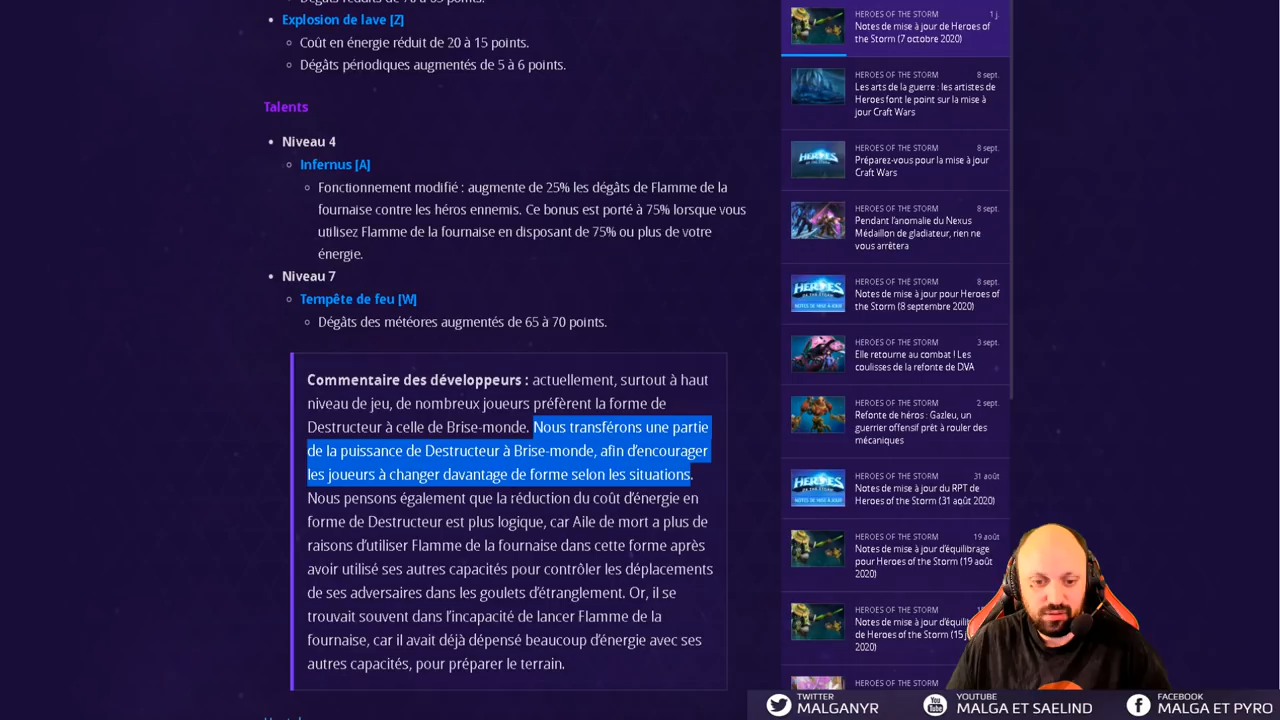 Explosion de lave [Z]
Coût en énergie réduit de 20 à 15 points.
Dégâts périodiques augmentés de 5 à 6 points.
Talents
Niveau 4
Infernus [A]
Fonctionnement modifié : augmente de 25% les dégâts de Flamme de la
fournaise contre les héros ennemis. Ce bonus est porté à 75% lorsque vous
utilisez Flamme de la fournaise en disposant de 75% ou plus de votre
énergie.
Niveau 7
Tempête de feu [W]
Dégâts des météores augmentés de 65 à 70 points.
Commentaire des développeurs : actuellement, surtout à haut
niveau de jeu, de nombreux joueurs préfèrent la forme de
Destructeur à celle de Brise-monde. Nous transférons une partie
de la puissance de Destructeur à Brise-monde, afin d'encourager
les joueurs à changer davantage de forme selon les situations.
Nous pensons également que la réduction du coût d'énergie en
forme de Destructeur est plus logique, car Aile de mort a plus de
raisons d'utiliser Flamme de la fournaise dans cette forme après
avoir utilisé ses autres capacités pour contrôler les déplacements
de ses adversaires dans les goulets d'étranglement. Or, il se
trouvait souvent dans l'incapacité de lancer Flamme de la
fournaise, car il avait déjà dépensé beaucoup d'énergie avec ses
autres capacités, pour préparer le terrain.
HEROES OF THE STORM 1 j.
Notes de mise à jour de Heroes of
the Storm (7 octobre 2020)
HEROES OF THE STORM 8 sept.
Les arts de la guerre : les artistes
de Heroes font le point sur la mise à
jour Craft Wars
HEROES OF THE STORM 8 sept.
Préparez-vous pour la mise à jour
Craft Wars
HEROES OF THE STORM 8 sept.
Pendant l'anomalie du Nexus
Médaillon de gladiateur, rien ne
vous arrêtera
HEROES OF THE STORM 8 sept.
Notes de mise à jour pour Heroes of
the Storm (8 septembre 2020)
HEROES OF THE STORM 3 sept.
Elle retourne au combat ! Les
coulisses de la refonte de DVA
HEROES OF THE STORM 2 sept.
Refonte de héros : Gazleu, un
guerrier offensif prêt à rouler des
mécaniques
HEROES OF THE STORM 31 août
Notes de mise à jour du RPT de
Heroes of the Storm (31 août 2020)
HEROES OF THE STORM 19 août
Notes de mise à jour d'équilibrage
pour Heroes of the Storm (19 août
2020)
HEROES OF THE STORM
Notes de mise à jour
de Heroes of the Storm (15
2020)
HEROES OF THE STORM
TWITTER
MALGANYR
YOUTUBE
MALGA ET SAELIND
FACEBOOK
MALGA ET PYRO